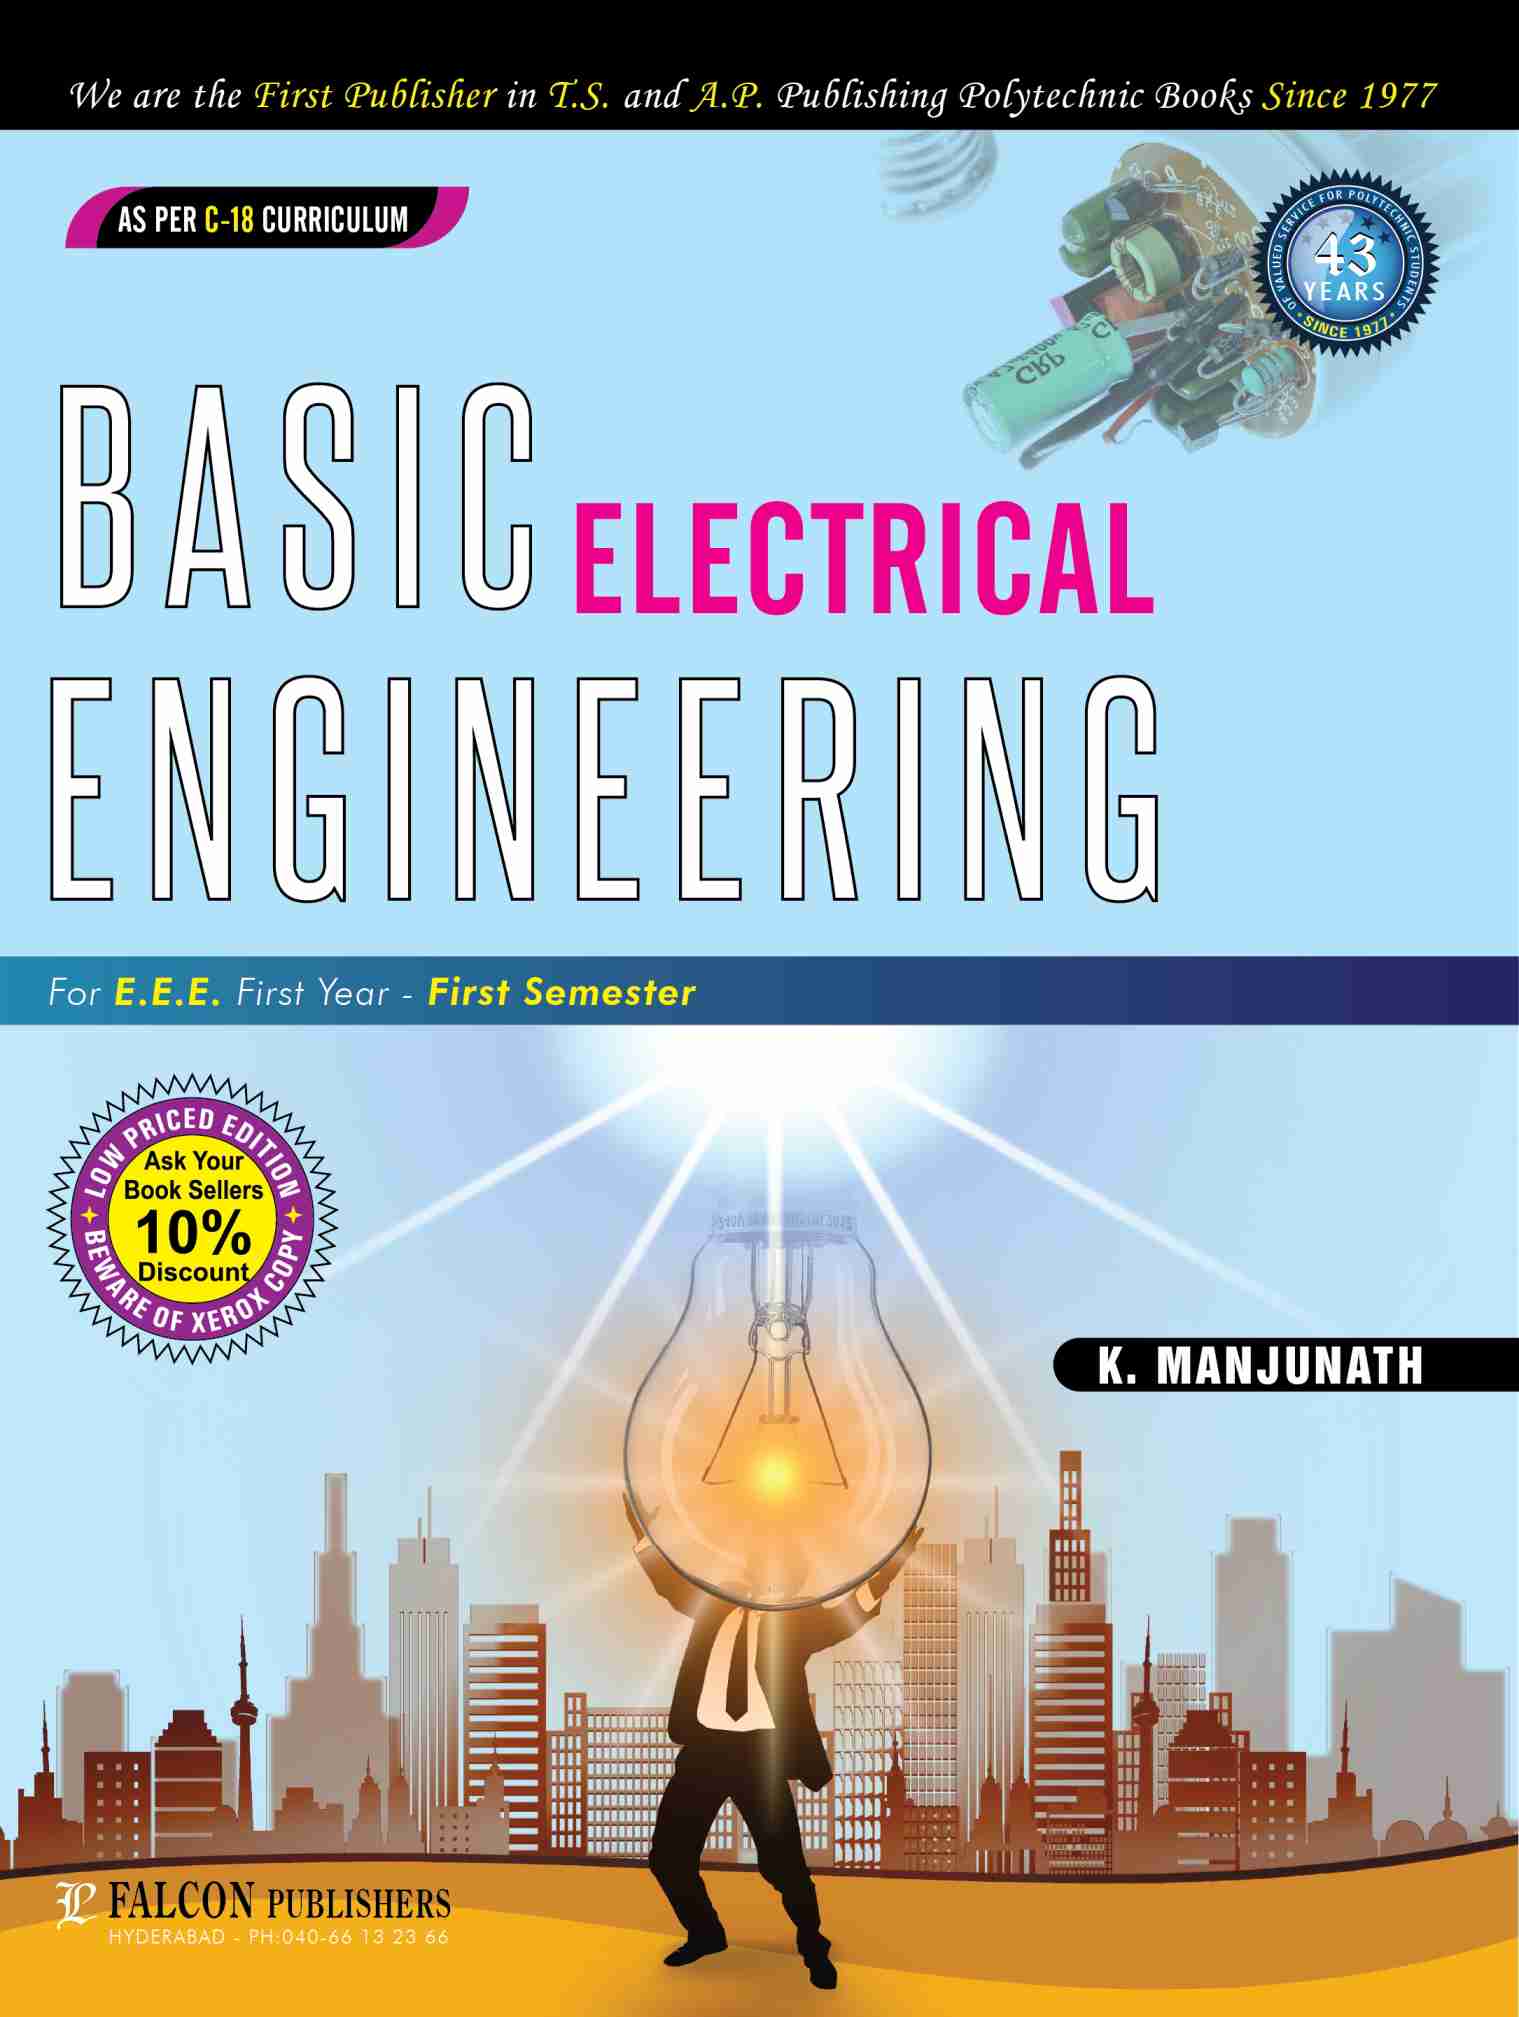 We are the First Publisher in T.S. and A.P. Publishing Polytechnic Books Since 1977
AS PER C-18 CURRICULUM
OF VALUED SERVICE FOR POLYTECHNIC STUDENTS
43
YEARS
• SINCE 1977 •
CRP
BASIC ELECTRICAL
ENGINEERING
For E.E.E. First Year - First Semester
LOW PRICED EDITION
Ask Your
Book Sellers
10%
Discount
BEWARE OF XEROX COPY
K. MANJUNATH
FALCON PUBLISHERS
HYDERABAD - PH:040-66 13 23 66